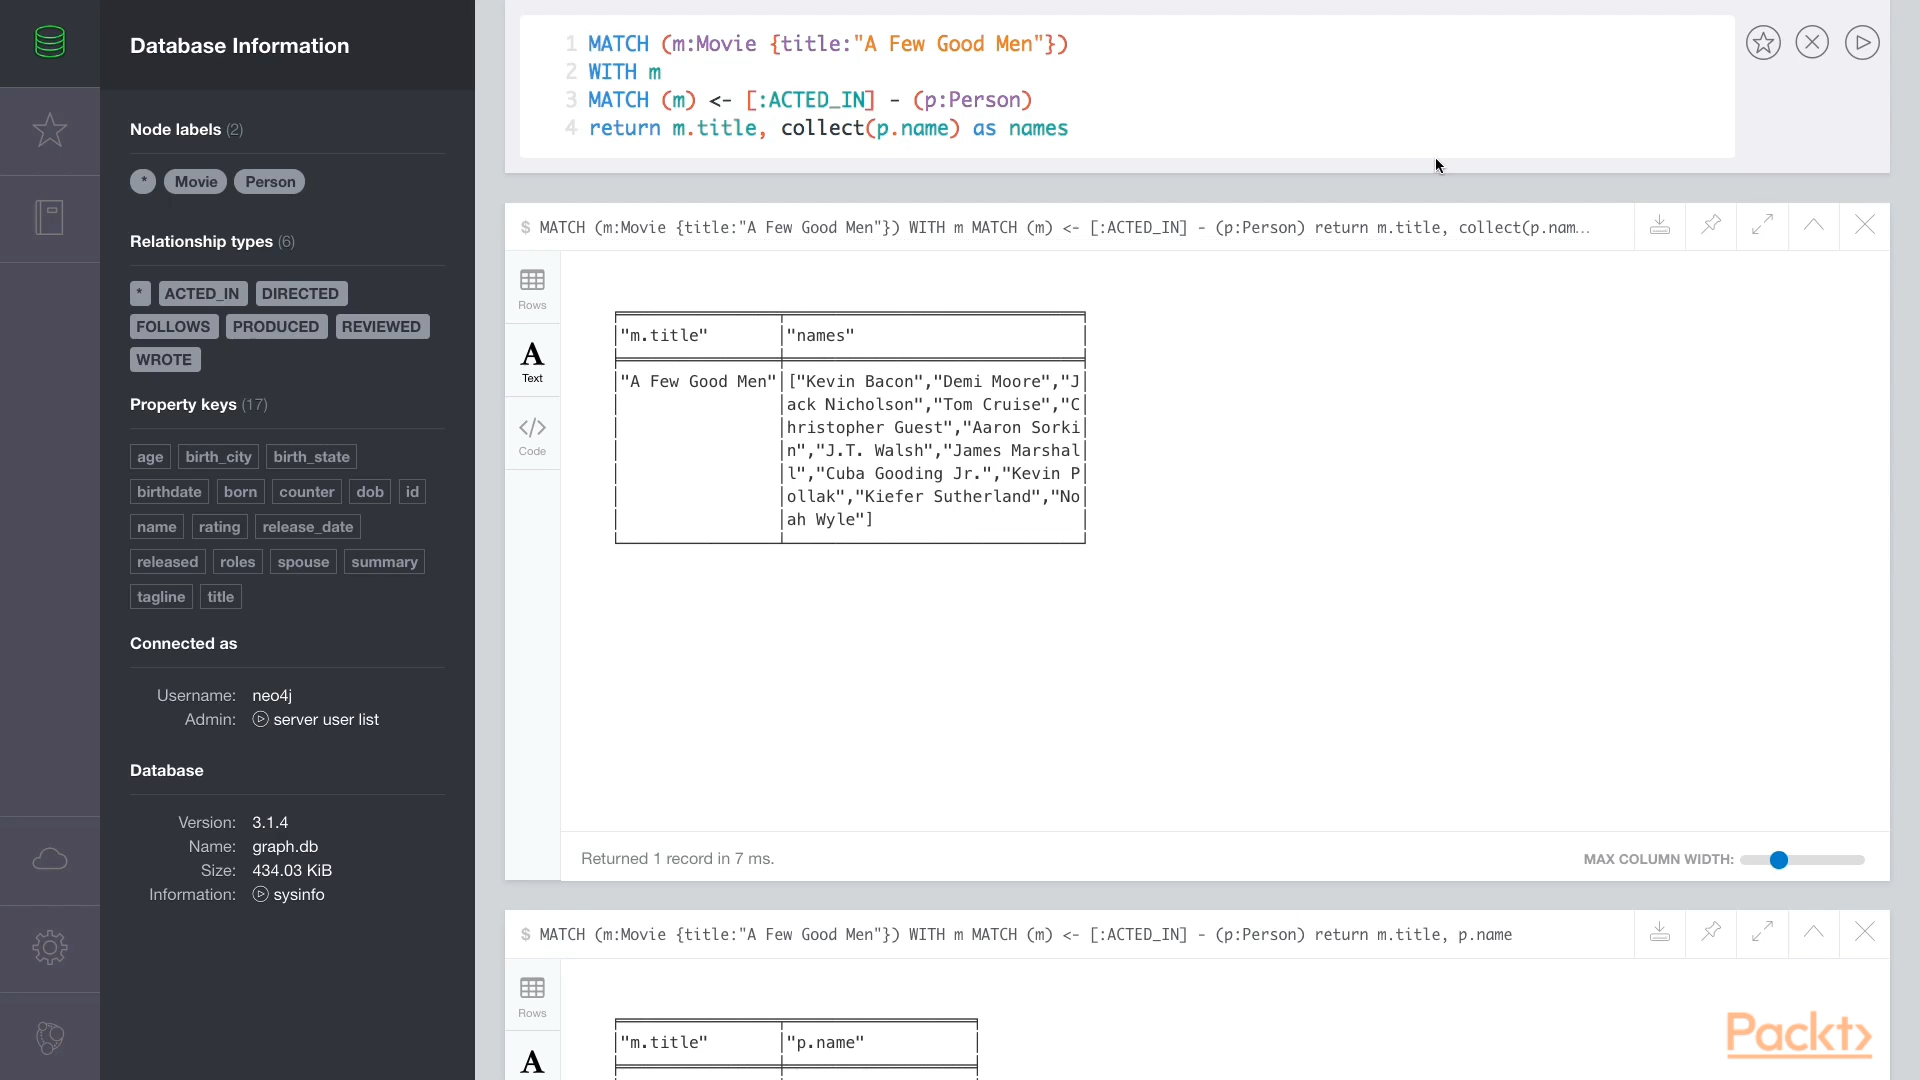 Database Information
Node labels (2)
* Movie Person
Relationship types (6)
* ACTED_IN DIRECTED
FOLLOWS PRODUCED REVIEWED
WROTE
Property keys (17)
age birth_city birth_state
birthdate born counter dob id
name rating release_date
released roles spouse summary
tagline title
Connected as
Username: neo4j
Admin: server user list
Database
Version: 3.1.4
Name: graph.db
Size: 434.03 KiB
Information: sysinfo
1 MATCH (m:Movie {title:"A Few Good Men"})
2 WITH m
3 MATCH (m) <- [:ACTED_IN] - (p:Person)
4 return m.title, collect(p.name) as names
$ MATCH (m:Movie {title:"A Few Good Men"}) WITH m MATCH (m) <- [:ACTED_IN] - (p:Person) return m.title, collect(p.nam...
Rows
A
Text
Code
"m.title" "names"
"A Few Good Men" ["Kevin Bacon","Demi Moore","J
ack Nicholson","Tom Cruise","C
hristopher Guest","Aaron Sorki
n","J.T. Walsh","James Marshal
l","Cuba Gooding Jr.","Kevin P
ollak","Kiefer Sutherland","No
ah Wyle"]
Returned 1 record in 7 ms.
MAX COLUMN WIDTH:
$ MATCH (m:Movie {title:"A Few Good Men"}) WITH m MATCH (m) <- [:ACTED_IN] - (p:Person) return m.title, p.name
Rows
A
"m.title" "p.name"
Packt>